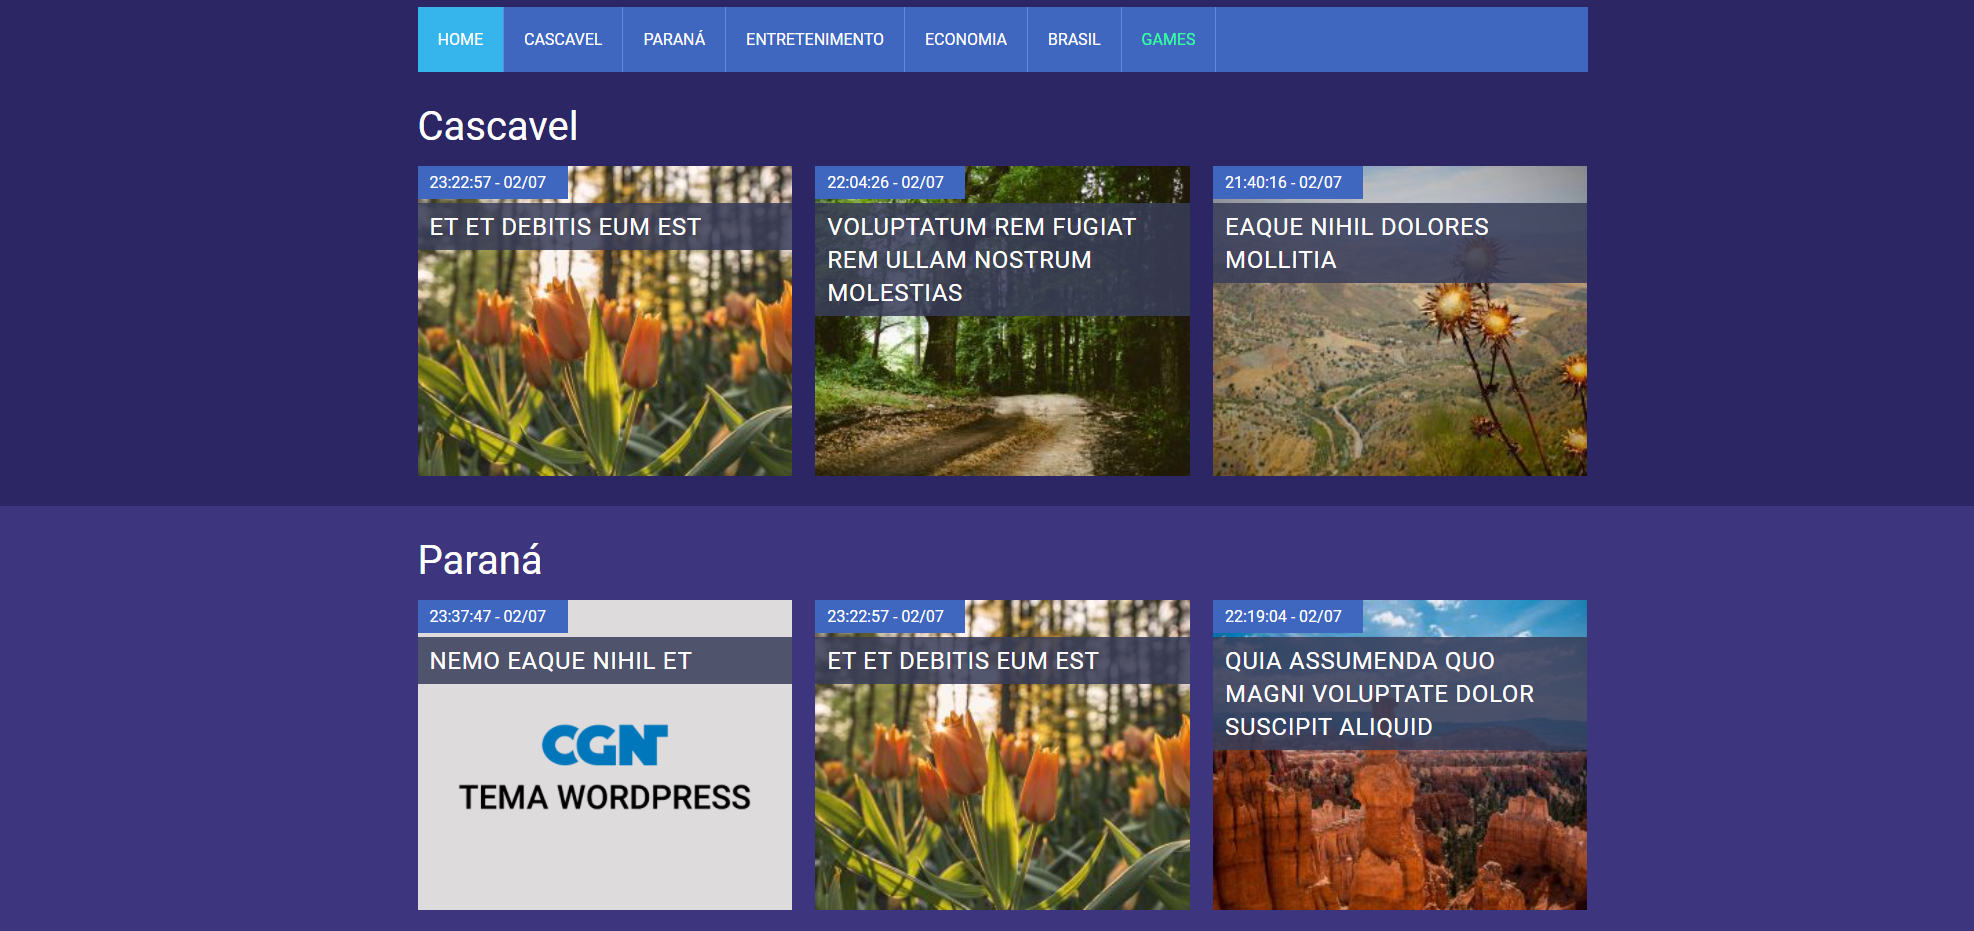 HOME
CASCAVEL
PARANÁ
ENTRETENIMENTO
ECONOMIA
BRASIL
GAMES
Cascavel
23:22:57 - 02/07
ET ET DEBITIS EUM EST
22:04:26 - 02/07
VOLUPTATUM REM FUGIAT
REM ULLAM NOSTRUM
MOLESTIAS
21:40:16 - 02/07
EAQUE NIHIL DOLORES
MOLLITIA
Paraná
23:37:47 - 02/07
NEMO EAQUE NIHIL ET
CGN
TEMA WORDPRESS
23:22:57 - 02/07
ET ET DEBITIS EUM EST
22:19:04 - 02/07
QUIA ASSUMENDA QUO
MAGNI VOLUPTATE DOLOR
SUSCIPIT ALIQUID